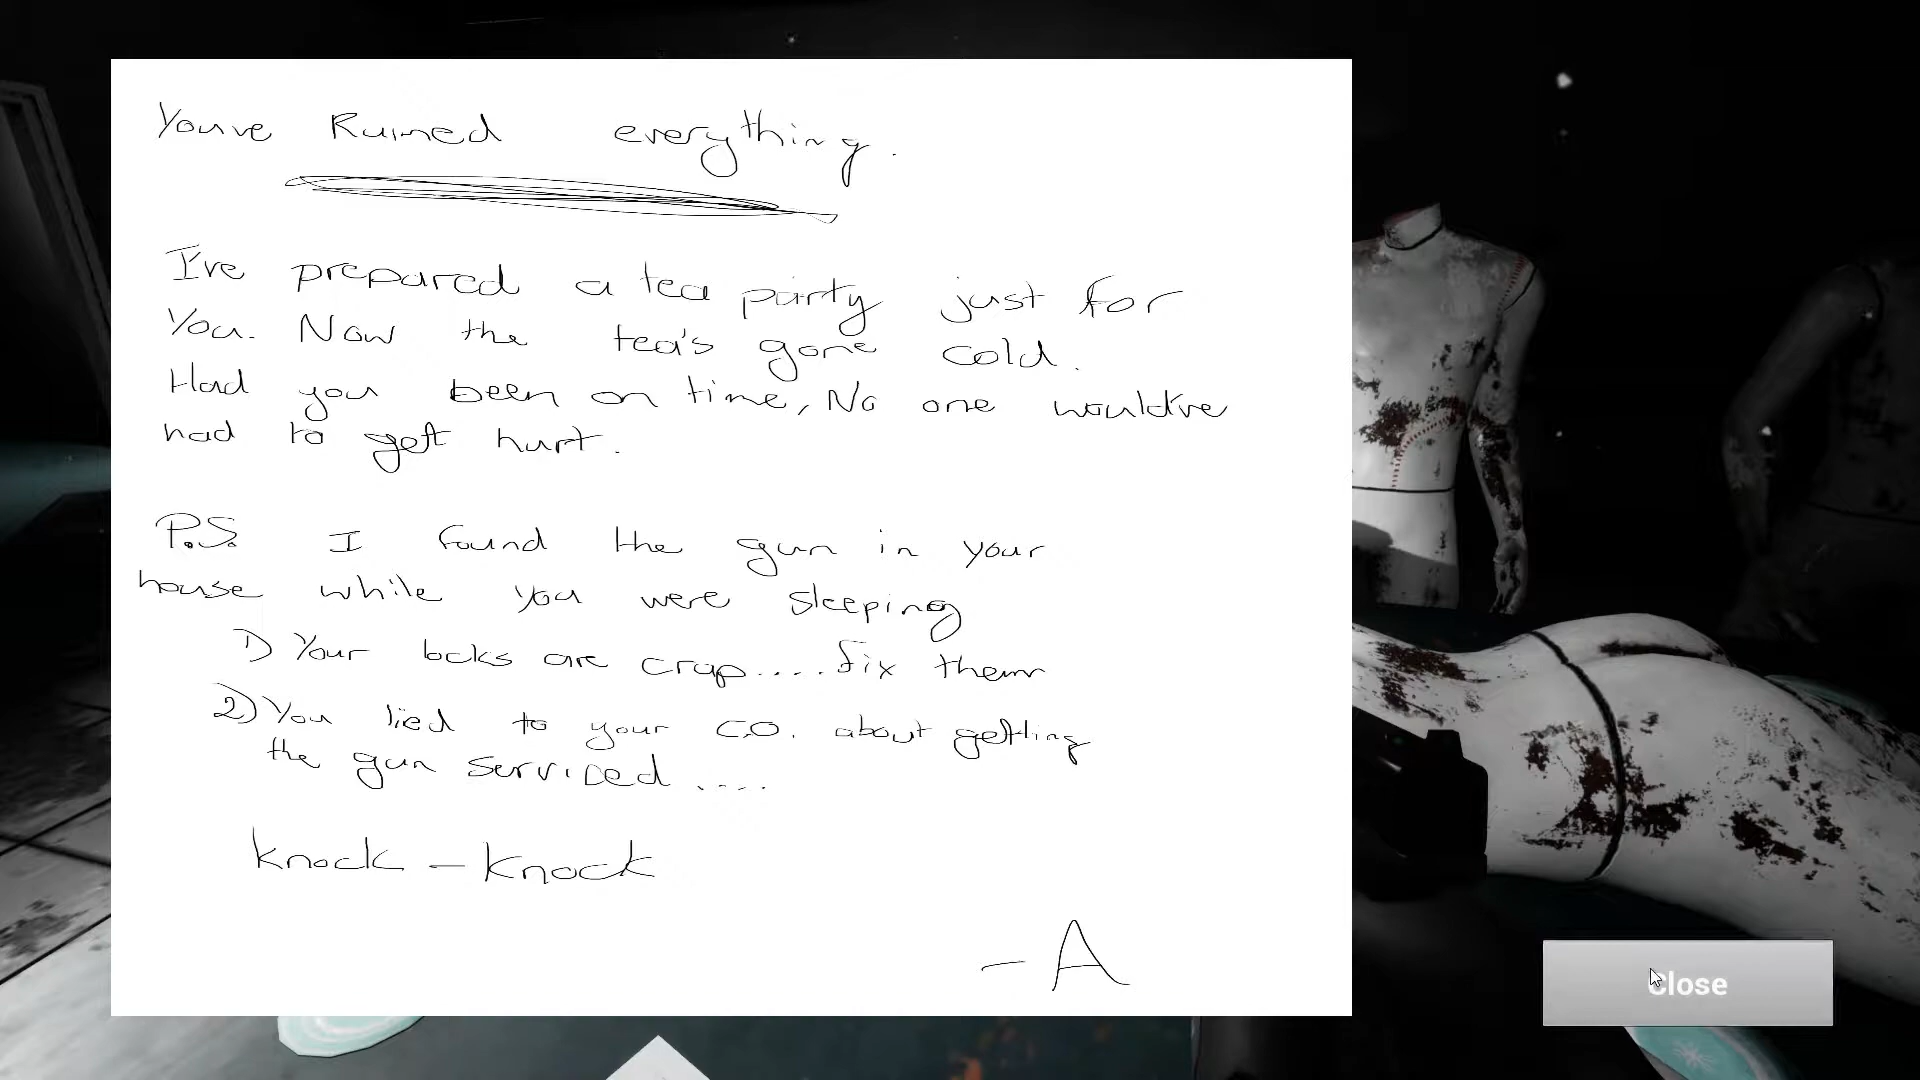 You've Ruined everything.
I've prepared a tea party just for
You. Now the tea's gone cold.
Had you been on time, No one would've
had to get hurt.
P.S. I found the gun in your
house while you were sleeping
1) Your locks are crap.....fix them
2) You lied to your C.O. about getting
the gun serviced ....
knock - knock
- A
Close